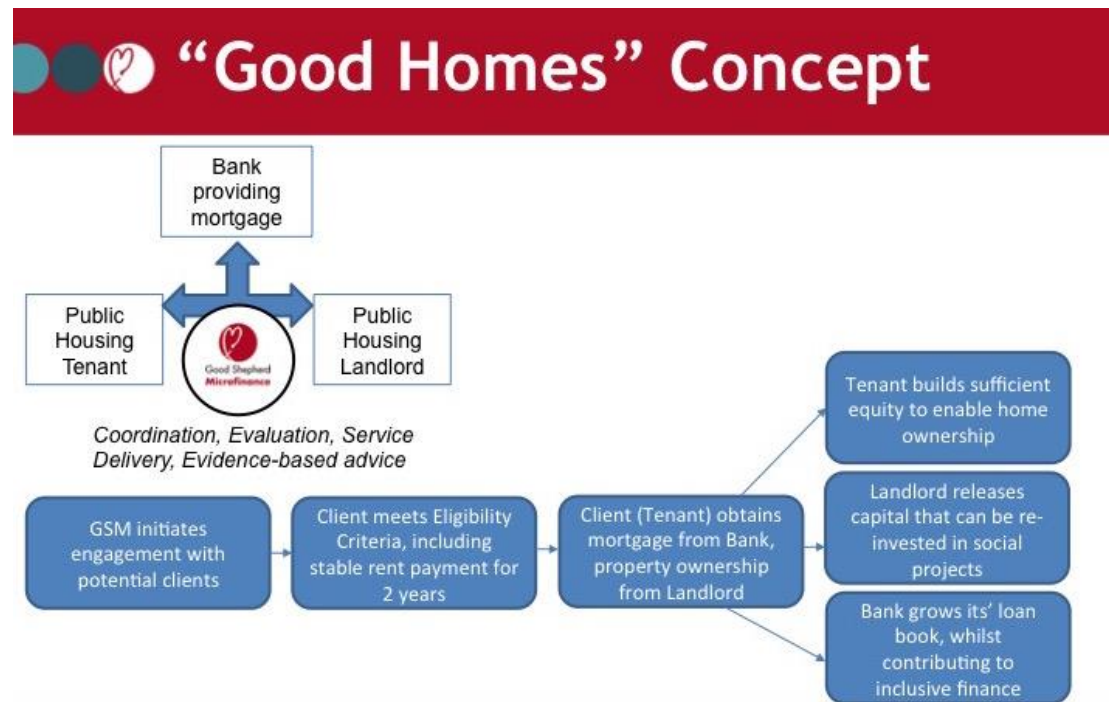 “Good Homes” Concept
Bank
providing
mortgage
Public
Housing
Tenant
Good Shepherd
Microfinance
Public
Housing
Landlord
Coordination, Evaluation, Service
Delivery, Evidence-based advice
GSM initiates
engagement with
potential clients
Client meets Eligibility
Criteria, including
stable rent payment for
2 years
Client (Tenant) obtains
mortgage from Bank,
property ownership
from Landlord
Tenant builds sufficient
equity to enable home
ownership
Landlord releases
capital that can be re-
invested in social
projects
Bank grows its’ loan
book, whilst
contributing to
inclusive finance